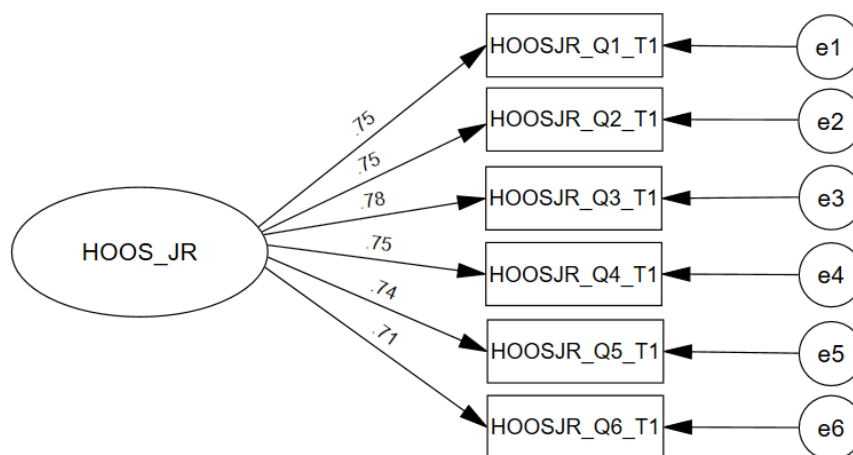 HOOS_JR
.75
.75
.78
.75
.74
.71
HOOSJR_Q1_T1
e1
HOOSJR_Q2_T1
e2
HOOSJR_Q3_T1
e3
HOOSJR_Q4_T1
e4
HOOSJR_Q5_T1
e5
HOOSJR_Q6_T1
e6